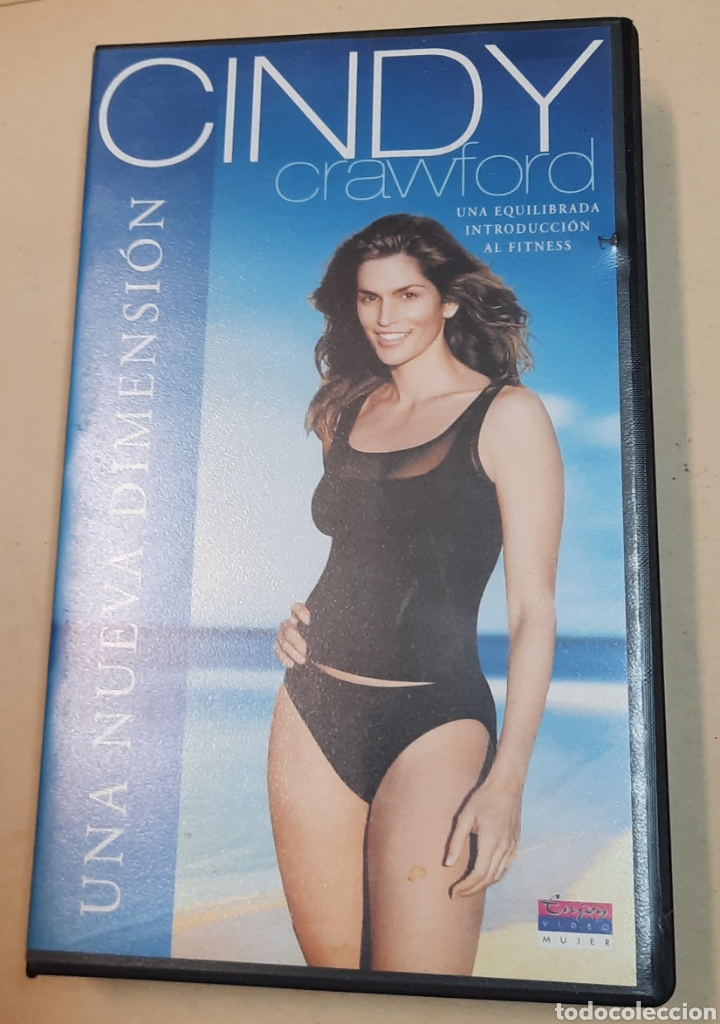 CINDY
crawford
UNA EQUILIBRADA
INTRODUCCIÓN
AL FITNESS
UNA NUEVA DIMENSIÓN
VIDEO
MUJER
todocoleccion